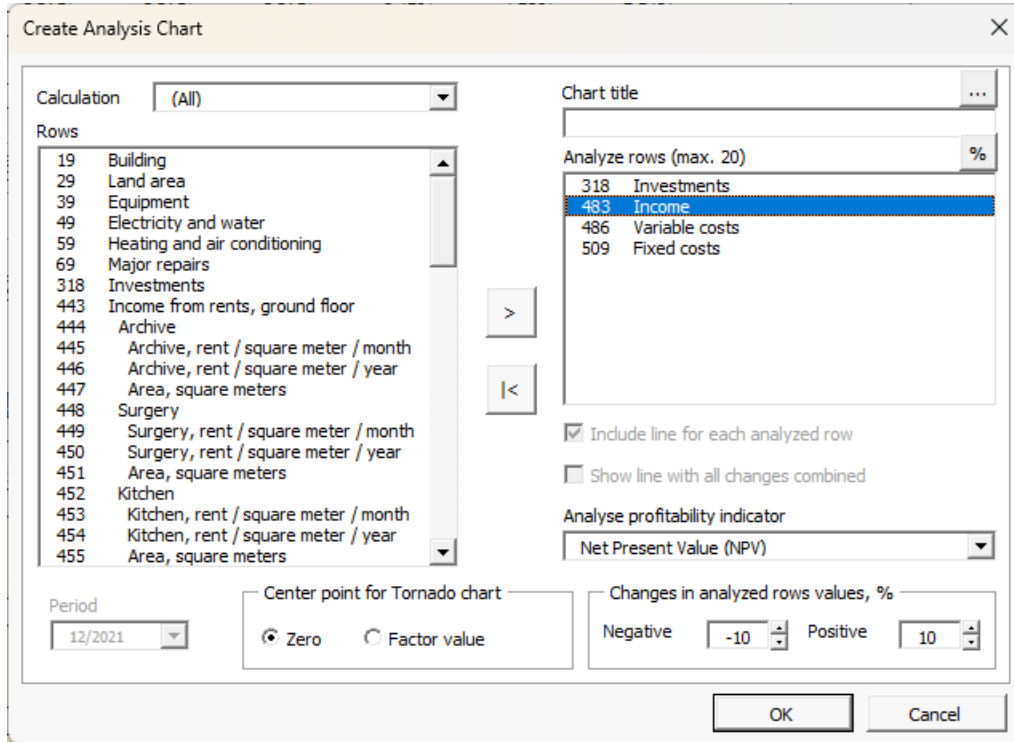 Create Analysis Chart
Calculation (All)
Rows
19 Building
29 Land area
39 Equipment
49 Electricity and water
59 Heating and air conditioning
69 Major repairs
318 Investments
443 Income from rents, ground floor
444 Archive
445 Archive, rent / square meter / month
446 Archive, rent / square meter / year
447 Area, square meters
448 Surgery
449 Surgery, rent / square meter / month
450 Surgery, rent / square meter / year
451 Area, square meters
452 Kitchen
453 Kitchen, rent / square meter / month
454 Kitchen, rent / square meter / year
455 Area, square meters
>
|<
Chart title ...
Analyze rows (max. 20) %
318 Investments
483 Income
486 Variable costs
509 Fixed costs
Include line for each analyzed row
Show line with all changes combined
Analyse profitability indicator
Net Present Value (NPV)
Period
12/2021
Center point for Tornado chart
Zero Factor value
Changes in analyzed rows values, %
Negative -10 Positive 10
OK Cancel